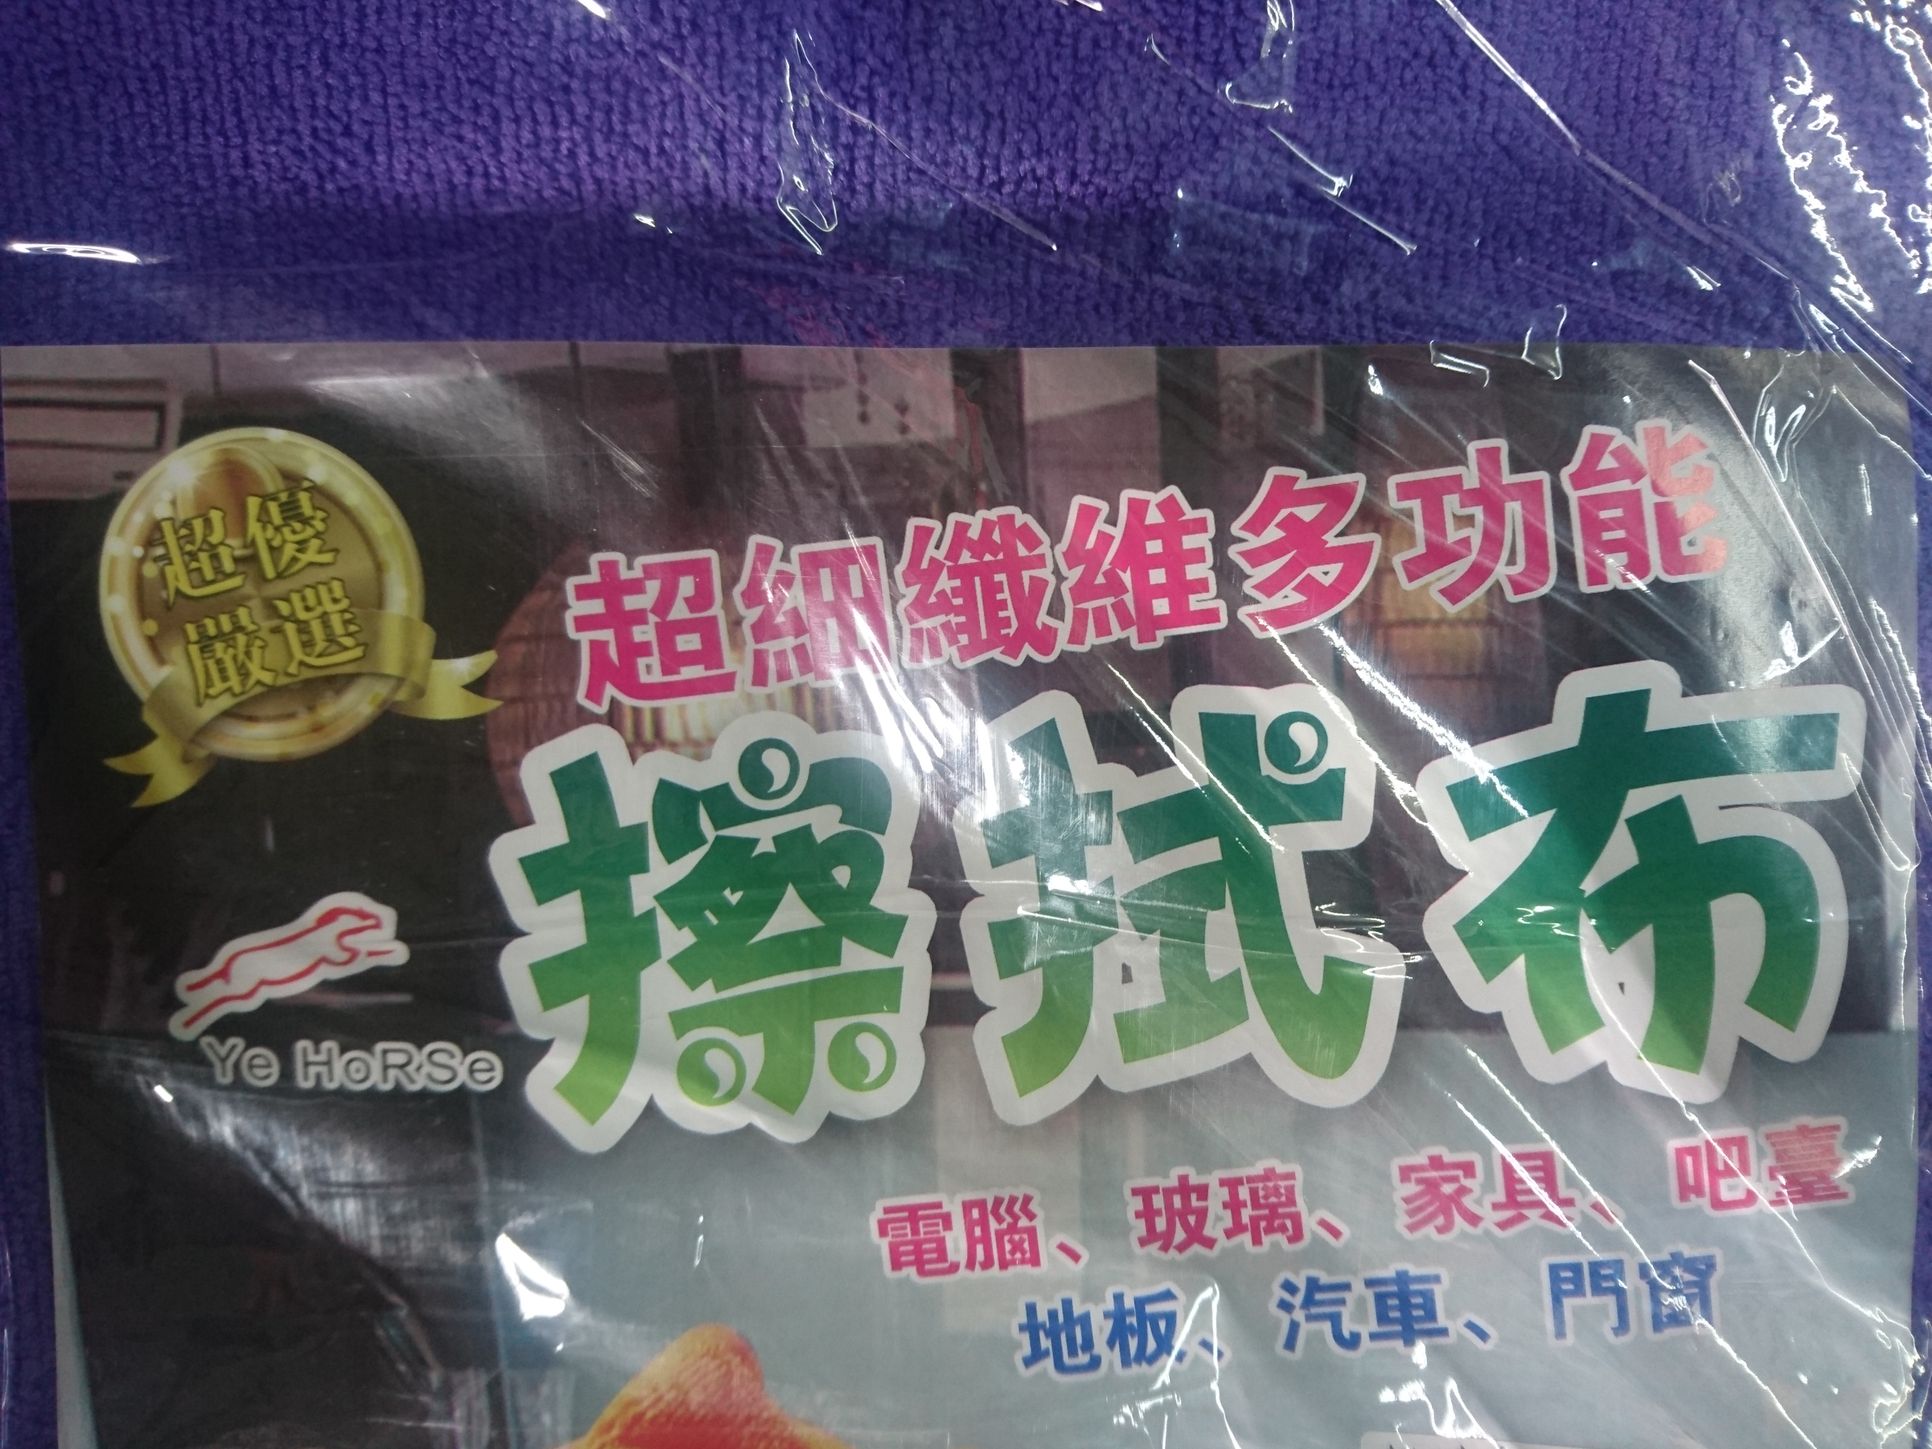 超優
嚴選
超細纖維多功能
擦拭布
Ye HoRSe
電腦、玻璃、家具、吧臺
地板、汽車、門窗